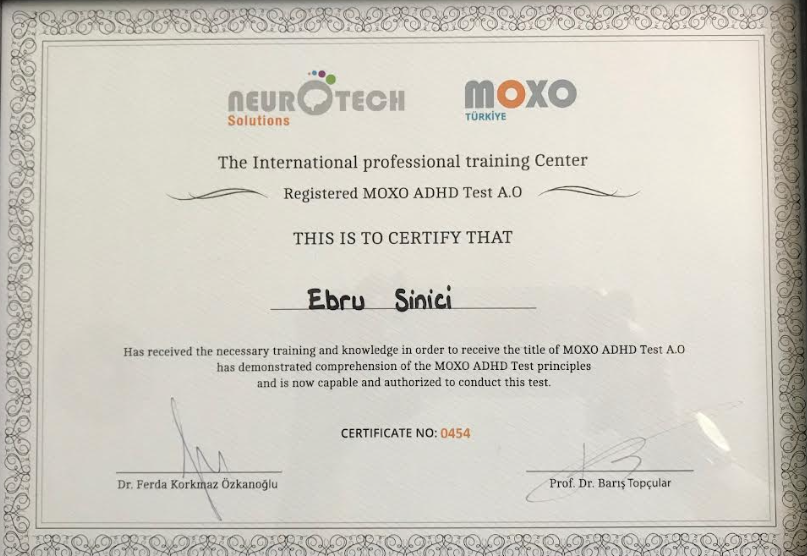 NEUROTECH
Solutions
MOXO
TÜRKİYE
The International professional training Center
Registered MOXO ADHD Test A.O
THIS IS TO CERTIFY THAT
Ebru Sinici
Has received the necessary training and knowledge in order to receive the title of MOXO ADHD Test A.O
has demonstrated comprehension of the MOXO ADHD Test principles
and is now capable and authorized to conduct this test.
CERTIFICATE NO: 0454
Dr. Ferda Korkmaz Özkanoğlu
Prof. Dr. Barış Topçular